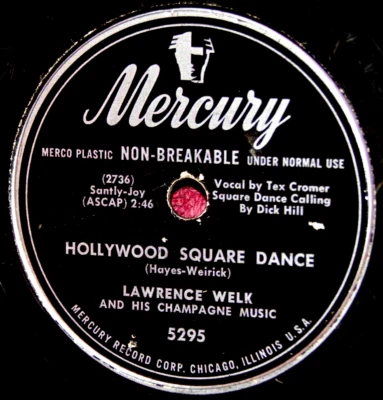 Mercury
MERCO PLASTIC NON-BREAKABLE UNDER NORMAL USE
(2736)
Santly-Joy
(ASCAP) 2:46
Vocal by Tex Cromer
Square Dance Calling
By Dick Hill
HOLLYWOOD SQUARE DANCE
(Hayes-Weirick)
LAWRENCE WELK
AND HIS CHAMPAGNE MUSIC
5295
MERCURY RECORD CORP. CHICAGO, ILLINOIS U.S.A.